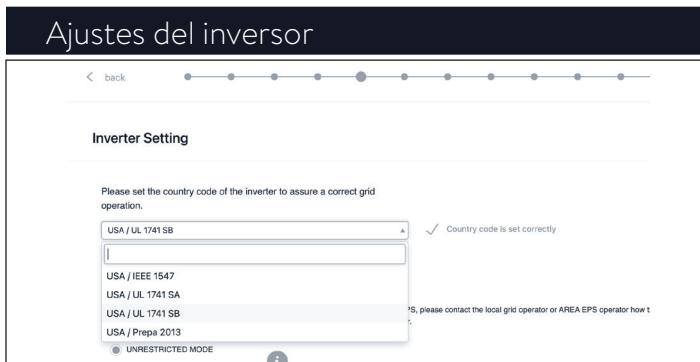 Ajustes del inversor
back
Inverter Setting
Please set the country code of the inverter to assure a correct grid
operation.
USA / UL 1741 SB
Country code is set correctly
USA / IEEE 1547
USA / UL 1741 SA
USA / UL 1741 SB
PS, please contact the local grid operator or AREA EPS operator how t
r.
USA / Prepa 2013
UNRESTRICTED MODE
i